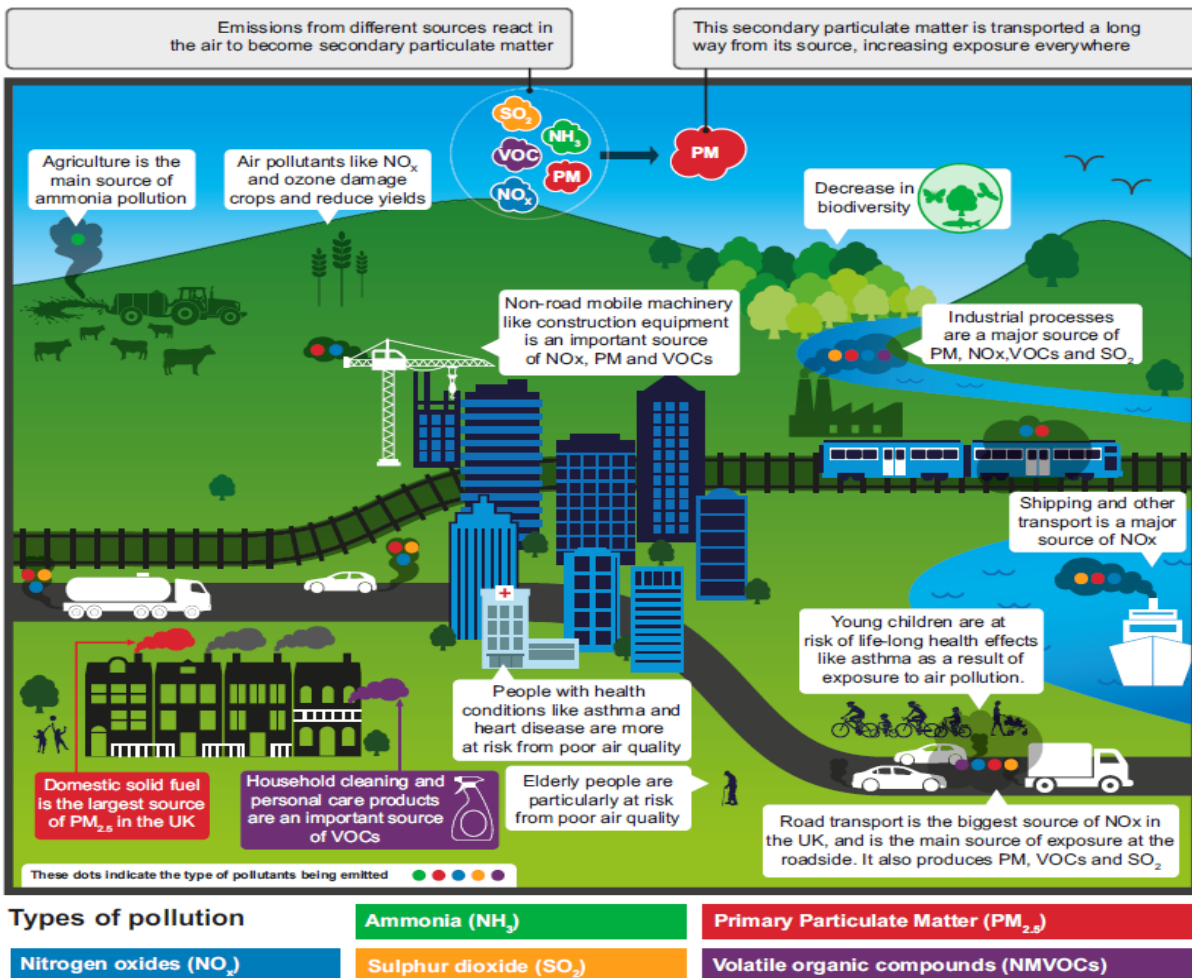 Emissions from different sources react in
the air to become secondary particulate matter
This secondary particulate matter is transported a long
way from its source, increasing exposure everywhere
SO₂
NH₃
VOC
PM
NOₓ
PM
Agriculture is the
main source of
ammonia pollution
Air pollutants like NOₓ
and ozone damage
crops and reduce yields
Decrease in
biodiversity
Non-road mobile machinery
like construction equipment
is an important source
of NOx, PM and VOCs
Industrial processes
are a major source of
PM, NOx,VOCs and SO₂
Shipping and other
transport is a major
source of NOx
Young children are at
risk of life-long health effects
like asthma as a result of
exposure to air pollution.
People with health
conditions like asthma and
heart disease are more
at risk from poor air quality
Domestic solid fuel
is the largest source
of PM₂.₅ in the UK
Household cleaning and
personal care products
are an important source
of VOCs
Elderly people are
particularly at risk
from poor air quality
Road transport is the biggest source of NOx in
the UK, and is the main source of exposure at the
roadside. It also produces PM, VOCs and SO₂
These dots indicate the type of pollutants being emitted
Types of pollution
Ammonia (NH₃)
Primary Particulate Matter (PM₂.₅)
Nitrogen oxides (NOₓ)
Sulphur dioxide (SO₂)
Volatile organic compounds (NMVOCs)